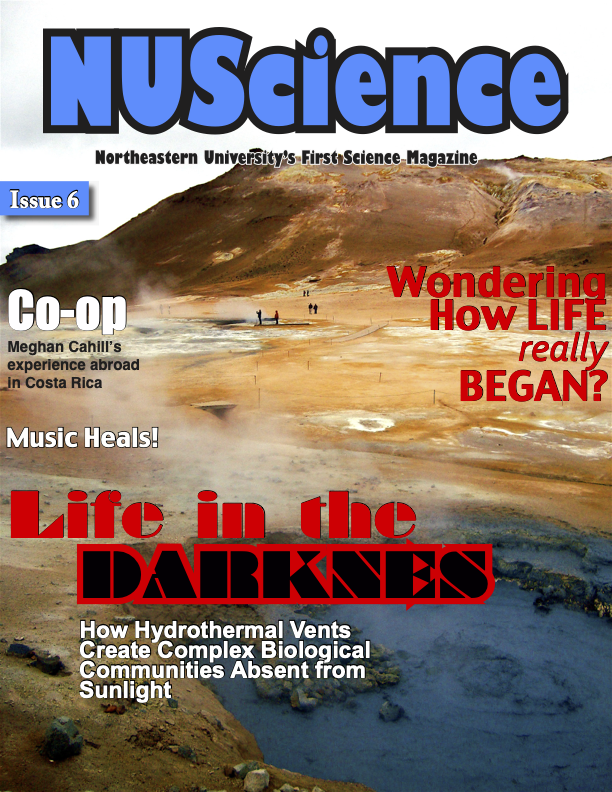 NUScience
Northeastern University's First Science Magazine
Issue 6
Wondering
How LIFE
really
BEGAN?
Co-op
Meghan Cahill's
experience abroad
in Costa Rica
Music Heals!
Life in the
DARKNES
How Hydrothermal Vents
Create Complex Biological
Communities Absent from
Sunlight